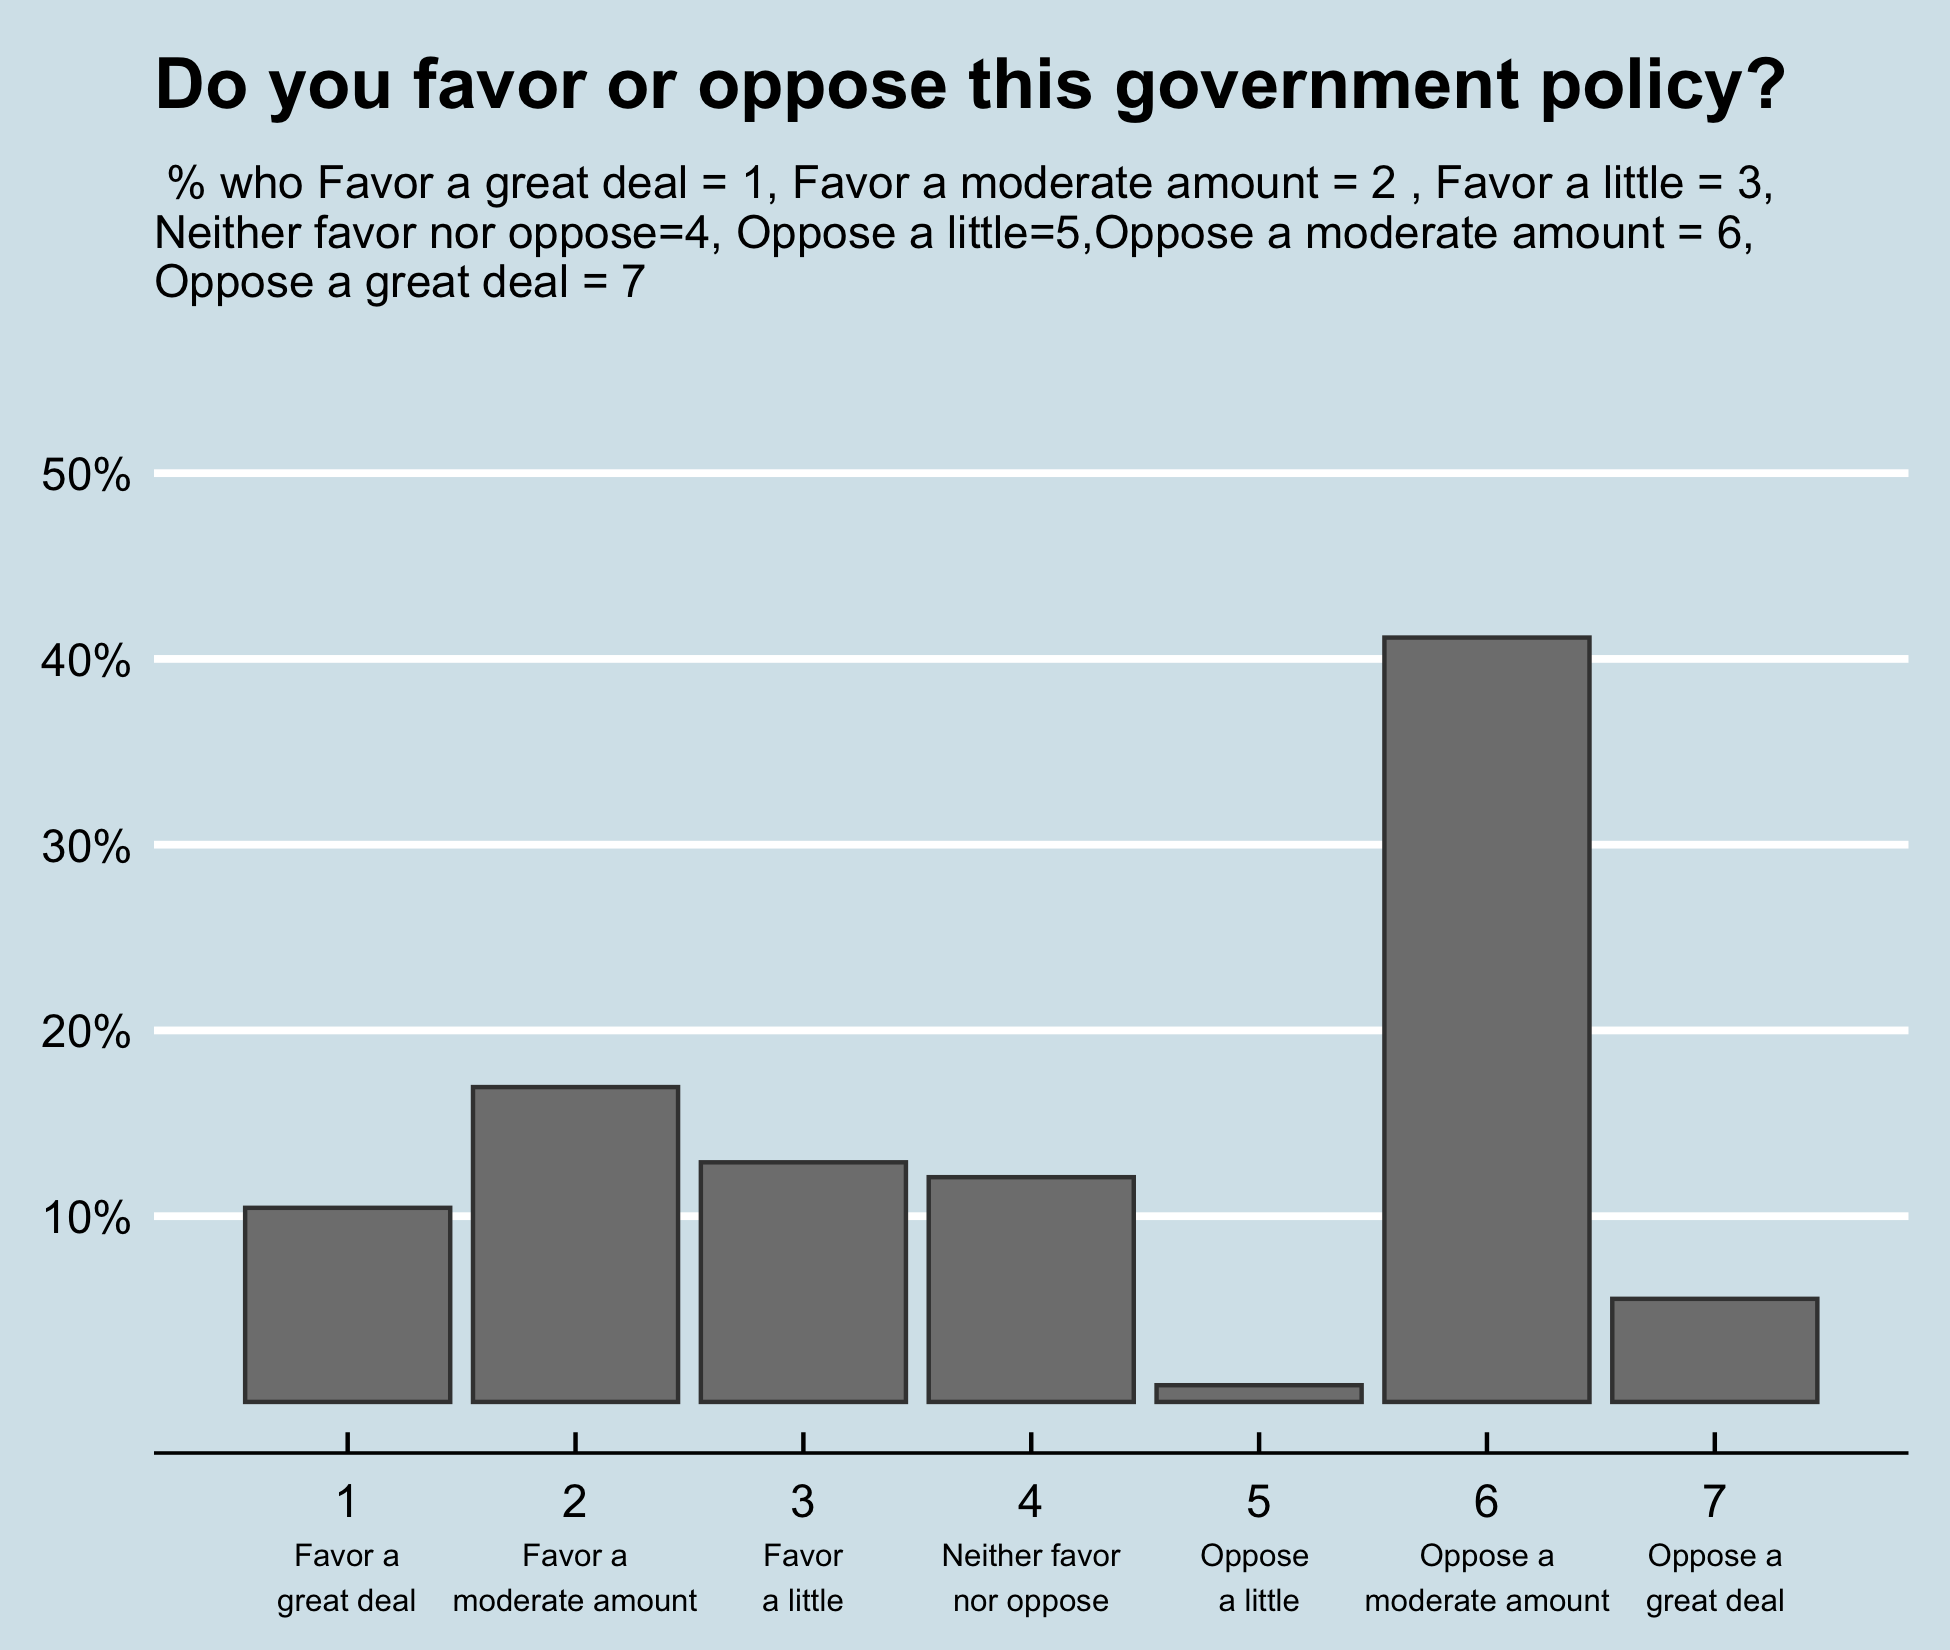 Do you favor or oppose this government policy?
% who Favor a great deal = 1, Favor a moderate amount = 2 , Favor a little = 3,
Neither favor nor oppose=4, Oppose a little=5,Oppose a moderate amount = 6,
Oppose a great deal = 7
50%
40%
30%
20%
10%
1 2 3 4 5 6 7
Favor a Favor a Favor Neither favor Oppose Oppose a Oppose a
great deal moderate amount a little nor oppose a little moderate amount great deal